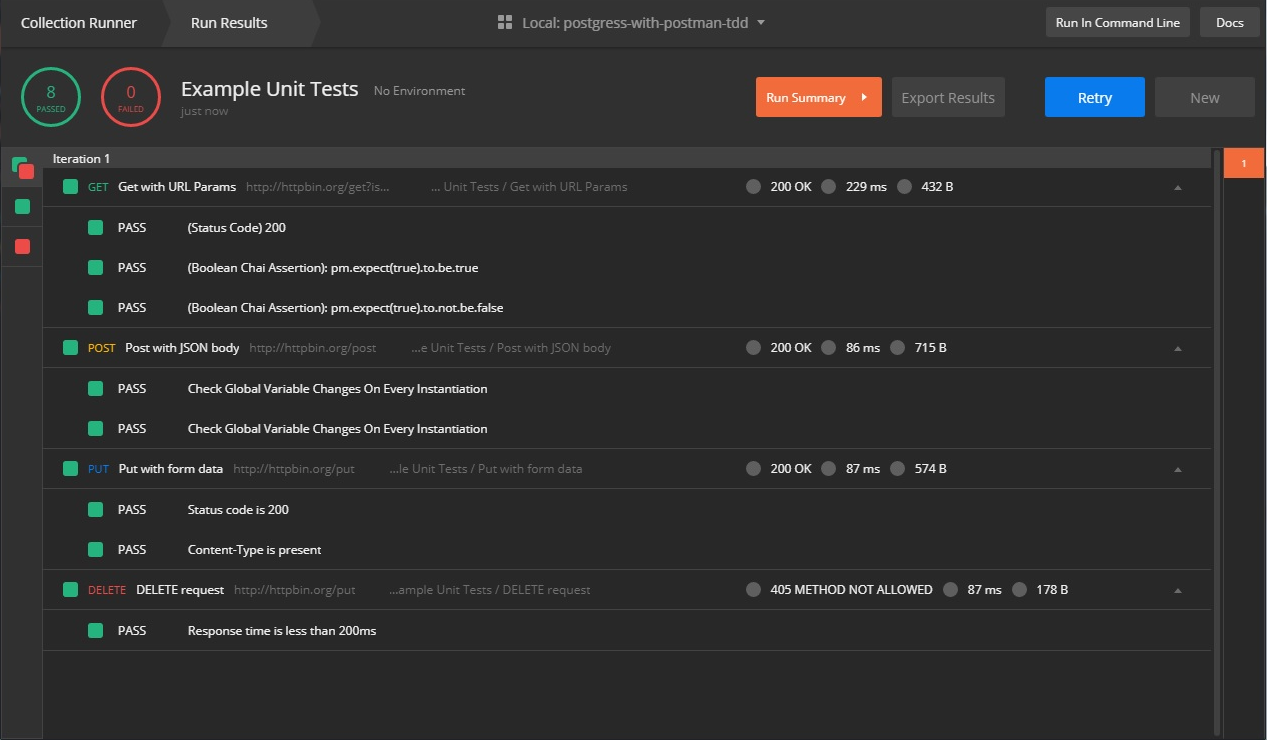 Collection Runner Run Results Local: postgress-with-postman-tdd Run In Command Line Docs
8 PASSED 0 FAILED Example Unit Tests No Environment Run Summary Export Results Retry New
just now
Iteration 1 1
GET Get with URL Params http://httpbin.org/get?is... ... Unit Tests / Get with URL Params 200 OK 229 ms 432 B
PASS (Status Code) 200
PASS (Boolean Chai Assertion): pm.expect(true).to.be.true
PASS (Boolean Chai Assertion): pm.expect(true).to.not.be.false
POST Post with JSON body http://httpbin.org/post ...e Unit Tests / Post with JSON body 200 OK 86 ms 715 B
PASS Check Global Variable Changes On Every Instantiation
PASS Check Global Variable Changes On Every Instantiation
PUT Put with form data http://httpbin.org/put ...le Unit Tests / Put with form data 200 OK 87 ms 574 B
PASS Status code is 200
PASS Content-Type is present
DELETE DELETE request http://httpbin.org/put ...ample Unit Tests / DELETE request 405 METHOD NOT ALLOWED 87 ms 178 B
PASS Response time is less than 200ms